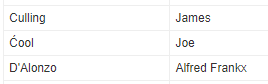 Culling James
Ćool Joe
D'Alonzo Alfred Frankx